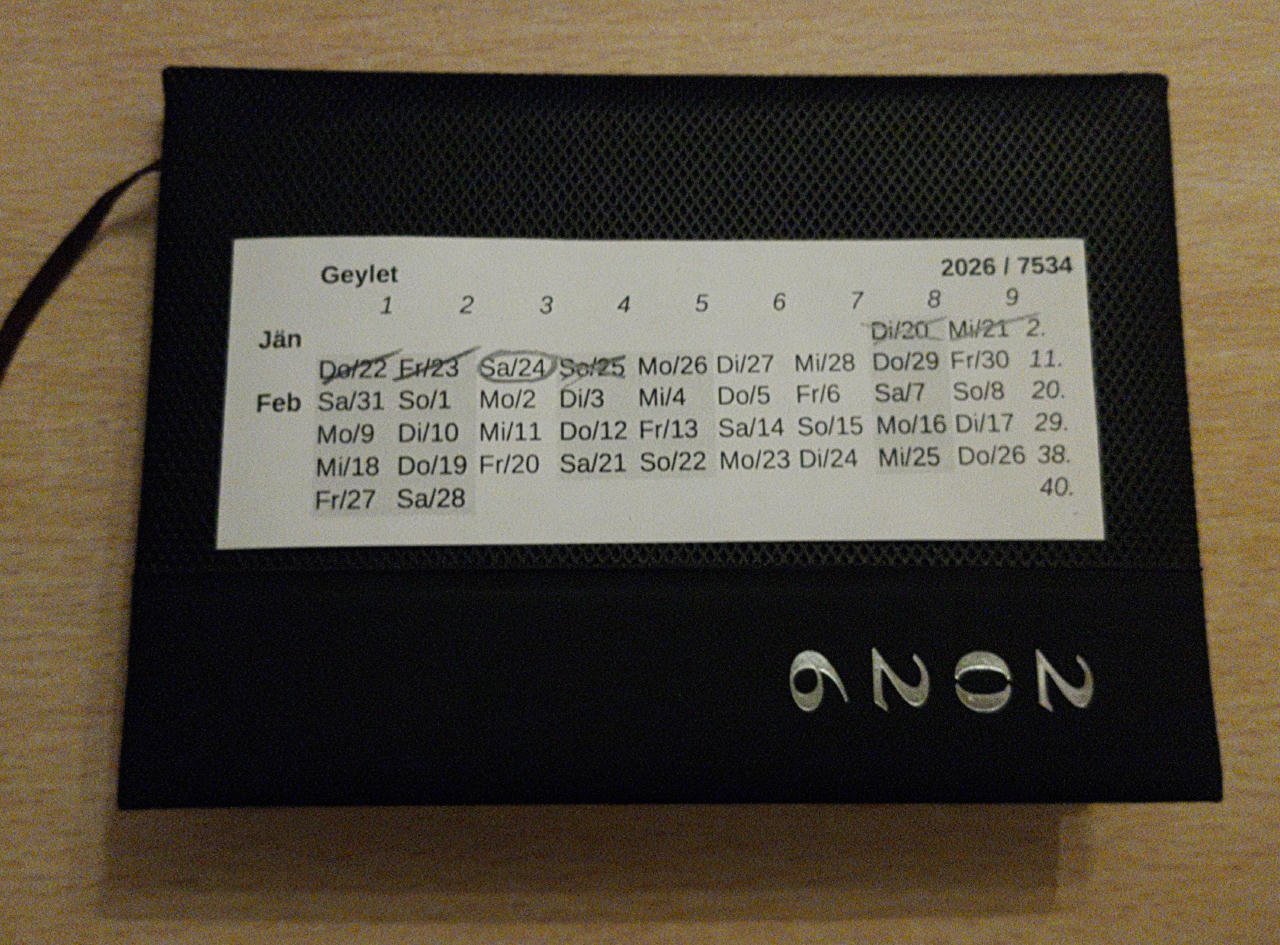 Geylet 2026 / 7534
1 2 3 4 5 6 7 8 9
Jän Di/20 Mi/21 2.
Do/22 Fr/23 Sa/24 So/25 Mo/26 Di/27 Mi/28 Do/29 Fr/30 11.
Feb Sa/31 So/1 Mo/2 Di/3 Mi/4 Do/5 Fr/6 Sa/7 So/8 20.
Mo/9 Di/10 Mi/11 Do/12 Fr/13 Sa/14 So/15 Mo/16 Di/17 29.
Mi/18 Do/19 Fr/20 Sa/21 So/22 Mo/23 Di/24 Mi/25 Do/26 38.
Fr/27 Sa/28 40.
2026